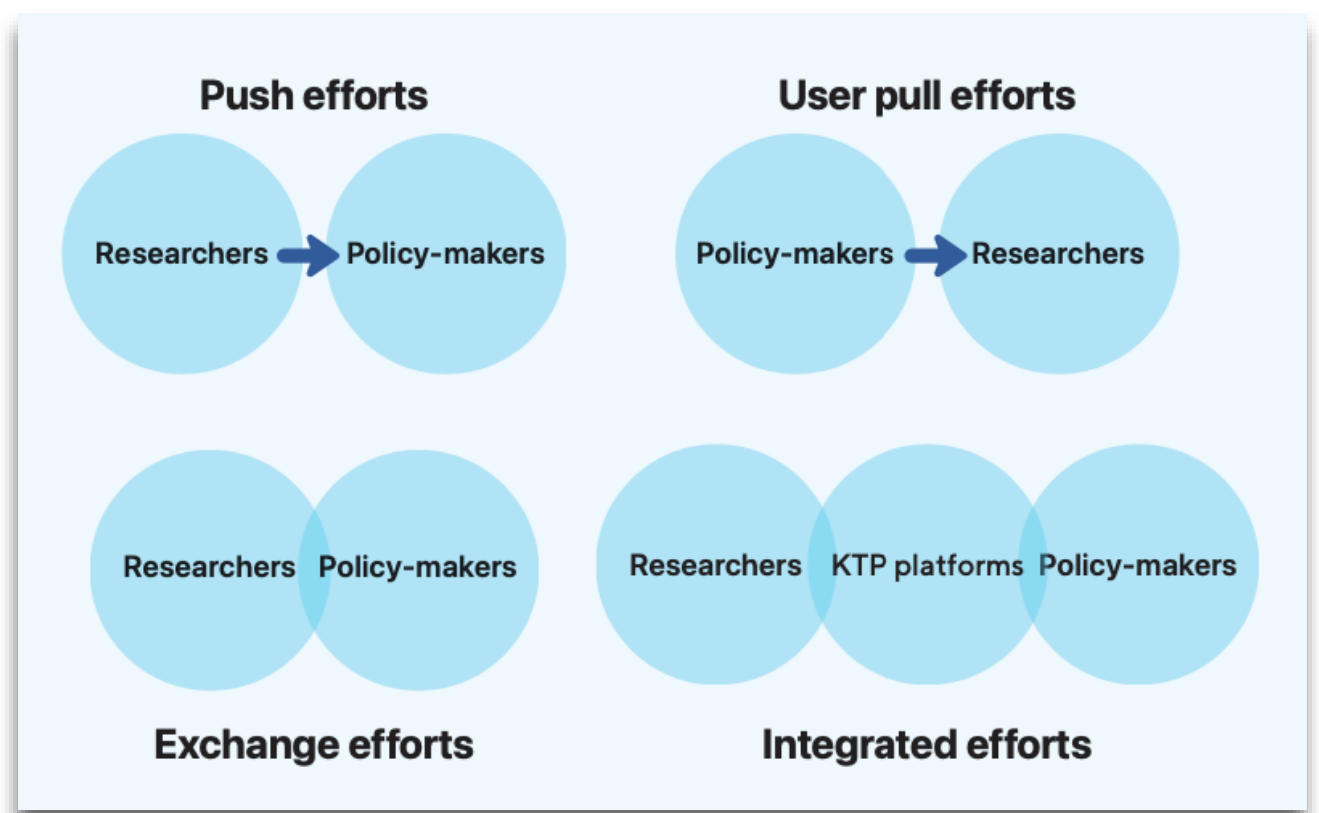 Push efforts
Researchers Policy-makers
User pull efforts
Policy-makers Researchers
Researchers Policy-makers
Exchange efforts
Researchers KTP platforms Policy-makers
Integrated efforts